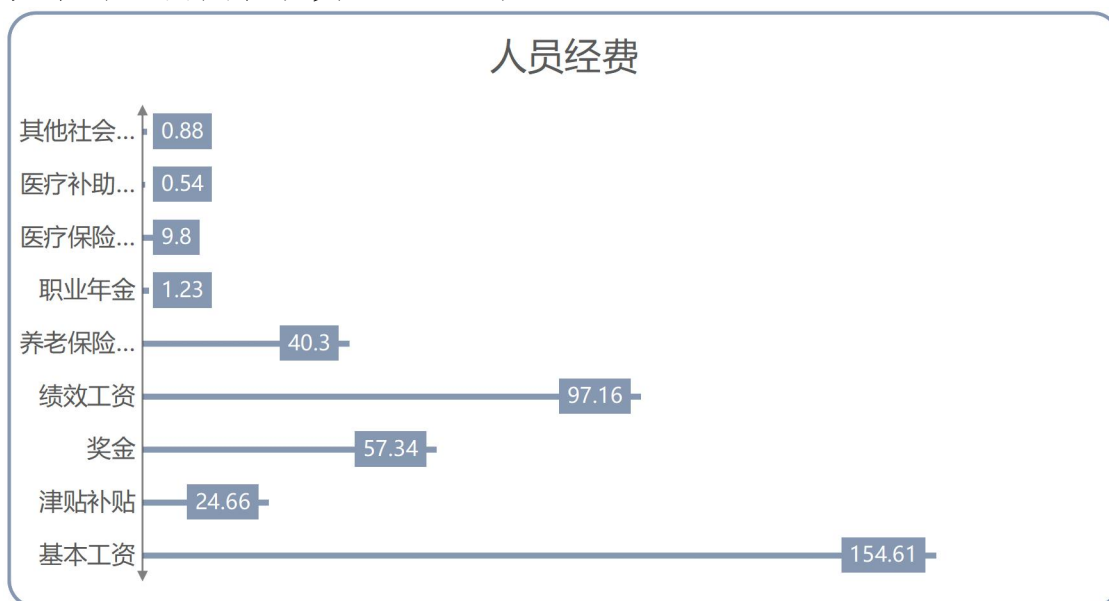 人员经费
其他社会... 0.88
医疗补助... 0.54
医疗保险... 9.8
职业年金 1.23
养老保险... 40.3
绩效工资 97.16
奖金 57.34
津贴补贴 24.66
基本工资 154.61